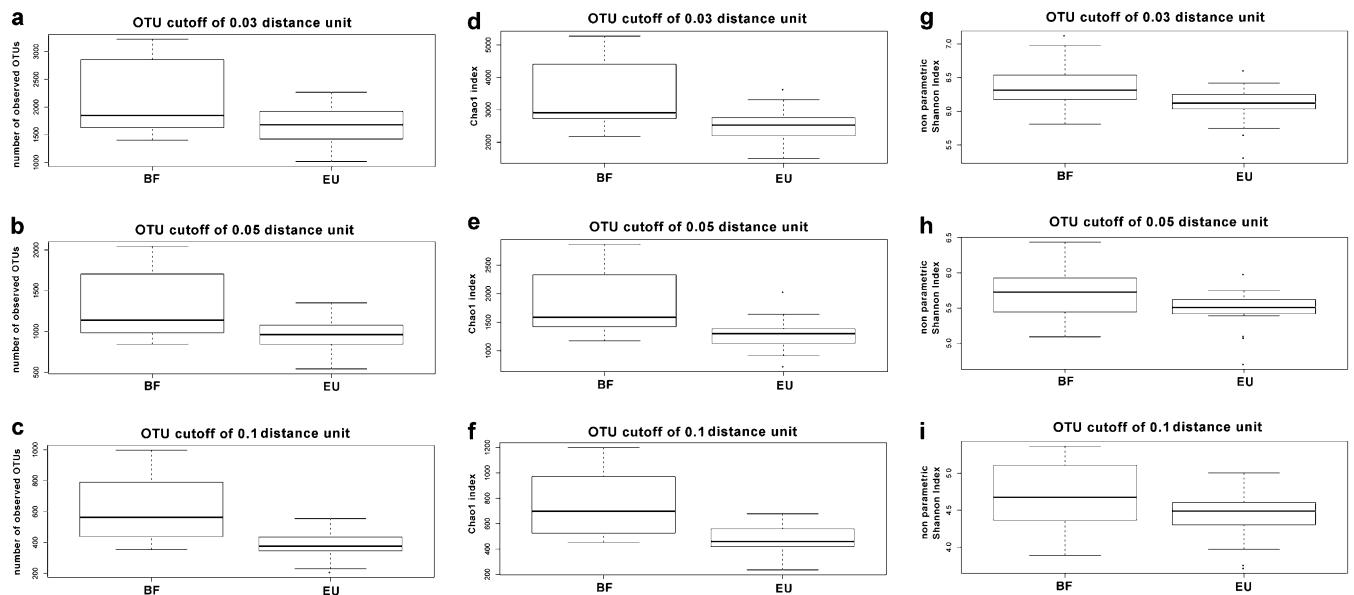 a
OTU cutoff of 0.03 distance unit
number of observed OTUs
3000
2500
2000
1500
1000
BF
EU
b
OTU cutoff of 0.05 distance unit
number of observed OTUs
2000
1500
1000
500
BF
EU
c
OTU cutoff of 0.1 distance unit
number of observed OTUs
1000
800
600
400
200
BF
EU
d
OTU cutoff of 0.03 distance unit
Chao1 index
5000
4000
3000
2000
BF
EU
e
OTU cutoff of 0.05 distance unit
Chao1 index
2500
2000
1500
1000
BF
EU
f
OTU cutoff of 0.1 distance unit
Chao1 index
1200
1000
800
600
400
200
BF
EU
g
OTU cutoff of 0.03 distance unit
non parametric
Shannon Index
7.0
6.5
6.0
5.5
BF
EU
h
OTU cutoff of 0.05 distance unit
non parametric
Shannon Index
6.5
6.0
5.5
5.0
BF
EU
i
OTU cutoff of 0.1 distance unit
non parametric
Shannon Index
5.0
4.5
4.0
BF
EU